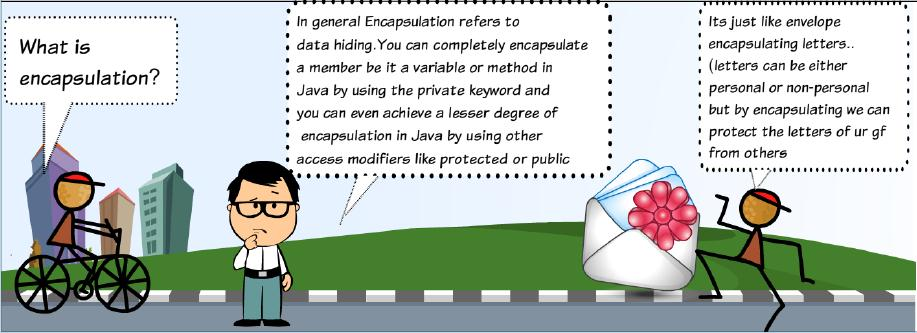 What is
encapsulation?
In general Encapsulation refers to
data hiding.You can completely encapsulate
a member be it a variable or method in
Java by using the private keyword and
you can even achieve a lesser degree of
encapsulation in Java by using other
access modifiers like protected or public
Its just like envelope
encapsulating letters..
(letters can be either
personal or non-personal
but by encapsulating we can
protect the letters of ur gf
from others